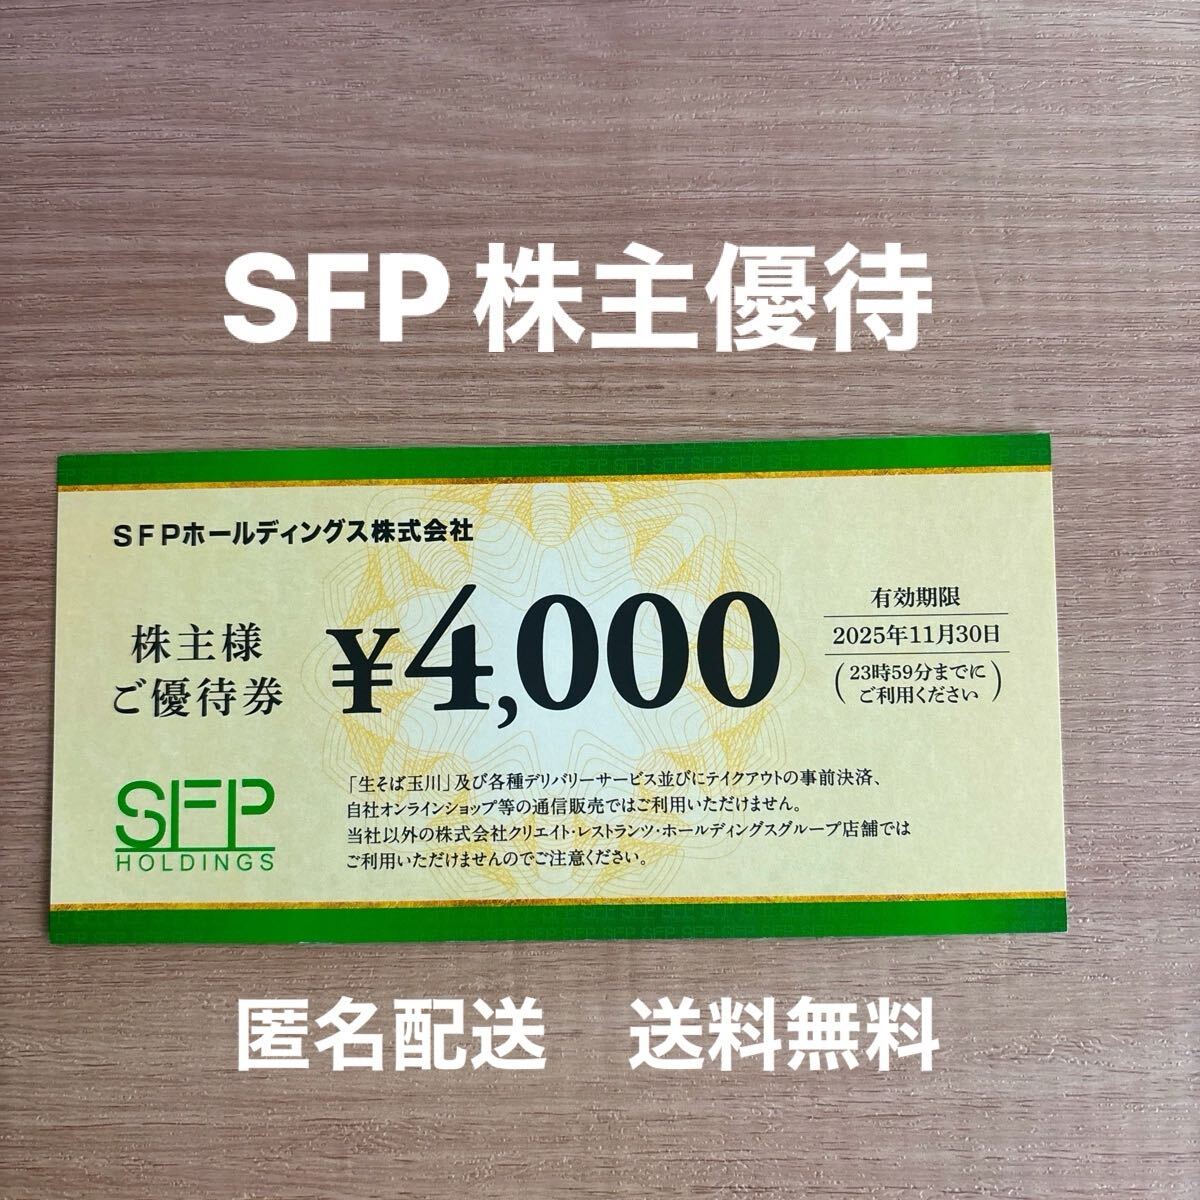 SFP株主優待
SFPホールディングス株式会社
株主様
ご優待券
¥4,000
有効期限
2025年11月30日
(23時59分までに
ご利用ください)
「生そば玉川」及び各種デリバリーサービス並びにテイクアウトの事前決済、
自社オンラインショップ等の通信販売ではご利用いただけません。
当社以外の株式会社クリエイト・レストランツ・ホールディングスグループ店舗では
ご利用いただけませんのでご注意ください。
SFP
HOLDINGS
匿名配送　送料無料